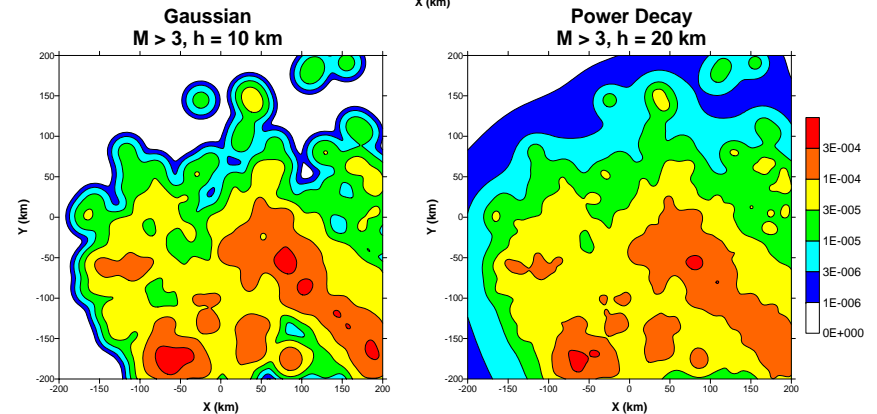 X (km)
Gaussian
M > 3, h = 10 km
Power Decay
M > 3, h = 20 km
200
150
100
50
0
-50
-100
-150
-200
-200 -150 -100 -50 0 50 100 150 200
X (km)
Y (km)
200
150
100
50
0
-50
-100
-150
-200
-200 -150 -100 -50 0 50 100 150 200
X (km)
Y (km)
3E-004
1E-004
3E-005
1E-005
3E-006
1E-006
0E+000